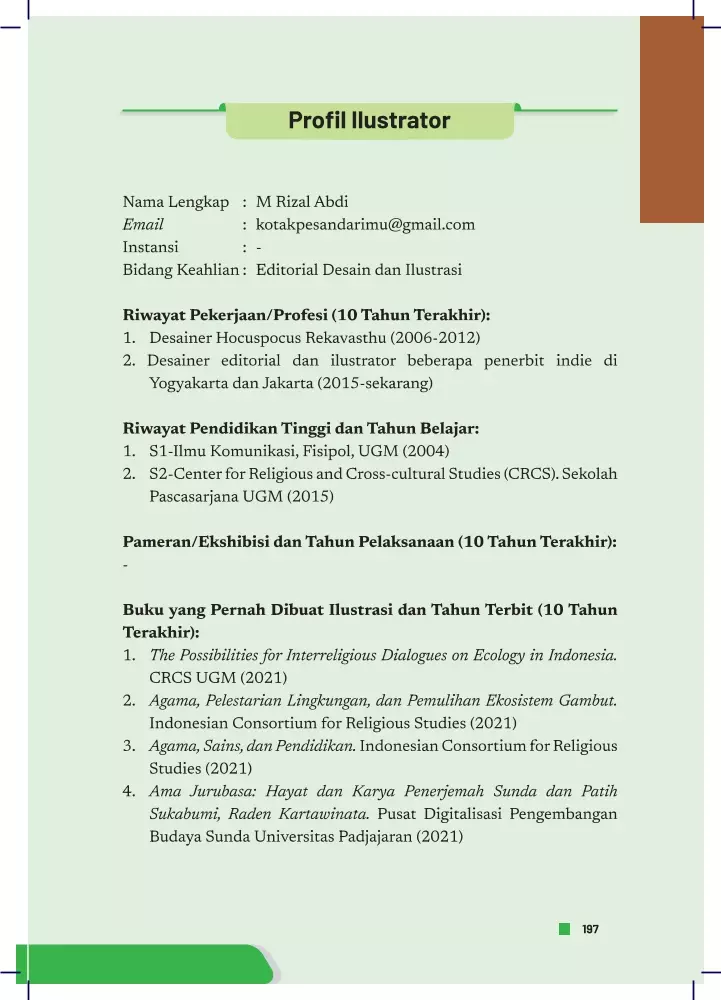 Profil Ilustrator
Nama Lengkap : M Rizal Abdi
Email : kotakpesandarimu@gmail.com
Instansi : -
Bidang Keahlian : Editorial Desain dan Ilustrasi
Riwayat Pekerjaan/Profesi (10 Tahun Terakhir):
1. Desainer Hocuspocus Rekavasthu (2006-2012)
2. Desainer editorial dan ilustrator beberapa penerbit indie di
Yogyakarta dan Jakarta (2015-sekarang)
Riwayat Pendidikan Tinggi dan Tahun Belajar:
1. S1-Ilmu Komunikasi, Fisipol, UGM (2004)
2. S2-Center for Religious and Cross-cultural Studies (CRCS). Sekolah
Pascasarjana UGM (2015)
Pameran/Ekshibisi dan Tahun Pelaksanaan (10 Tahun Terakhir):
-
Buku yang Pernah Dibuat Ilustrasi dan Tahun Terbit (10 Tahun
Terakhir):
1. The Possibilities for Interreligious Dialogues on Ecology in Indonesia.
CRCS UGM (2021)
2. Agama, Pelestarian Lingkungan, dan Pemulihan Ekosistem Gambut.
Indonesian Consortium for Religious Studies (2021)
3. Agama, Sains, dan Pendidikan. Indonesian Consortium for Religious
Studies (2021)
4. Ama Jurubasa: Hayat dan Karya Penerjemah Sunda dan Patih
Sukabumi, Raden Kartawinata. Pusat Digitalisasi Pengembangan
Budaya Sunda Universitas Padjajaran (2021)
197